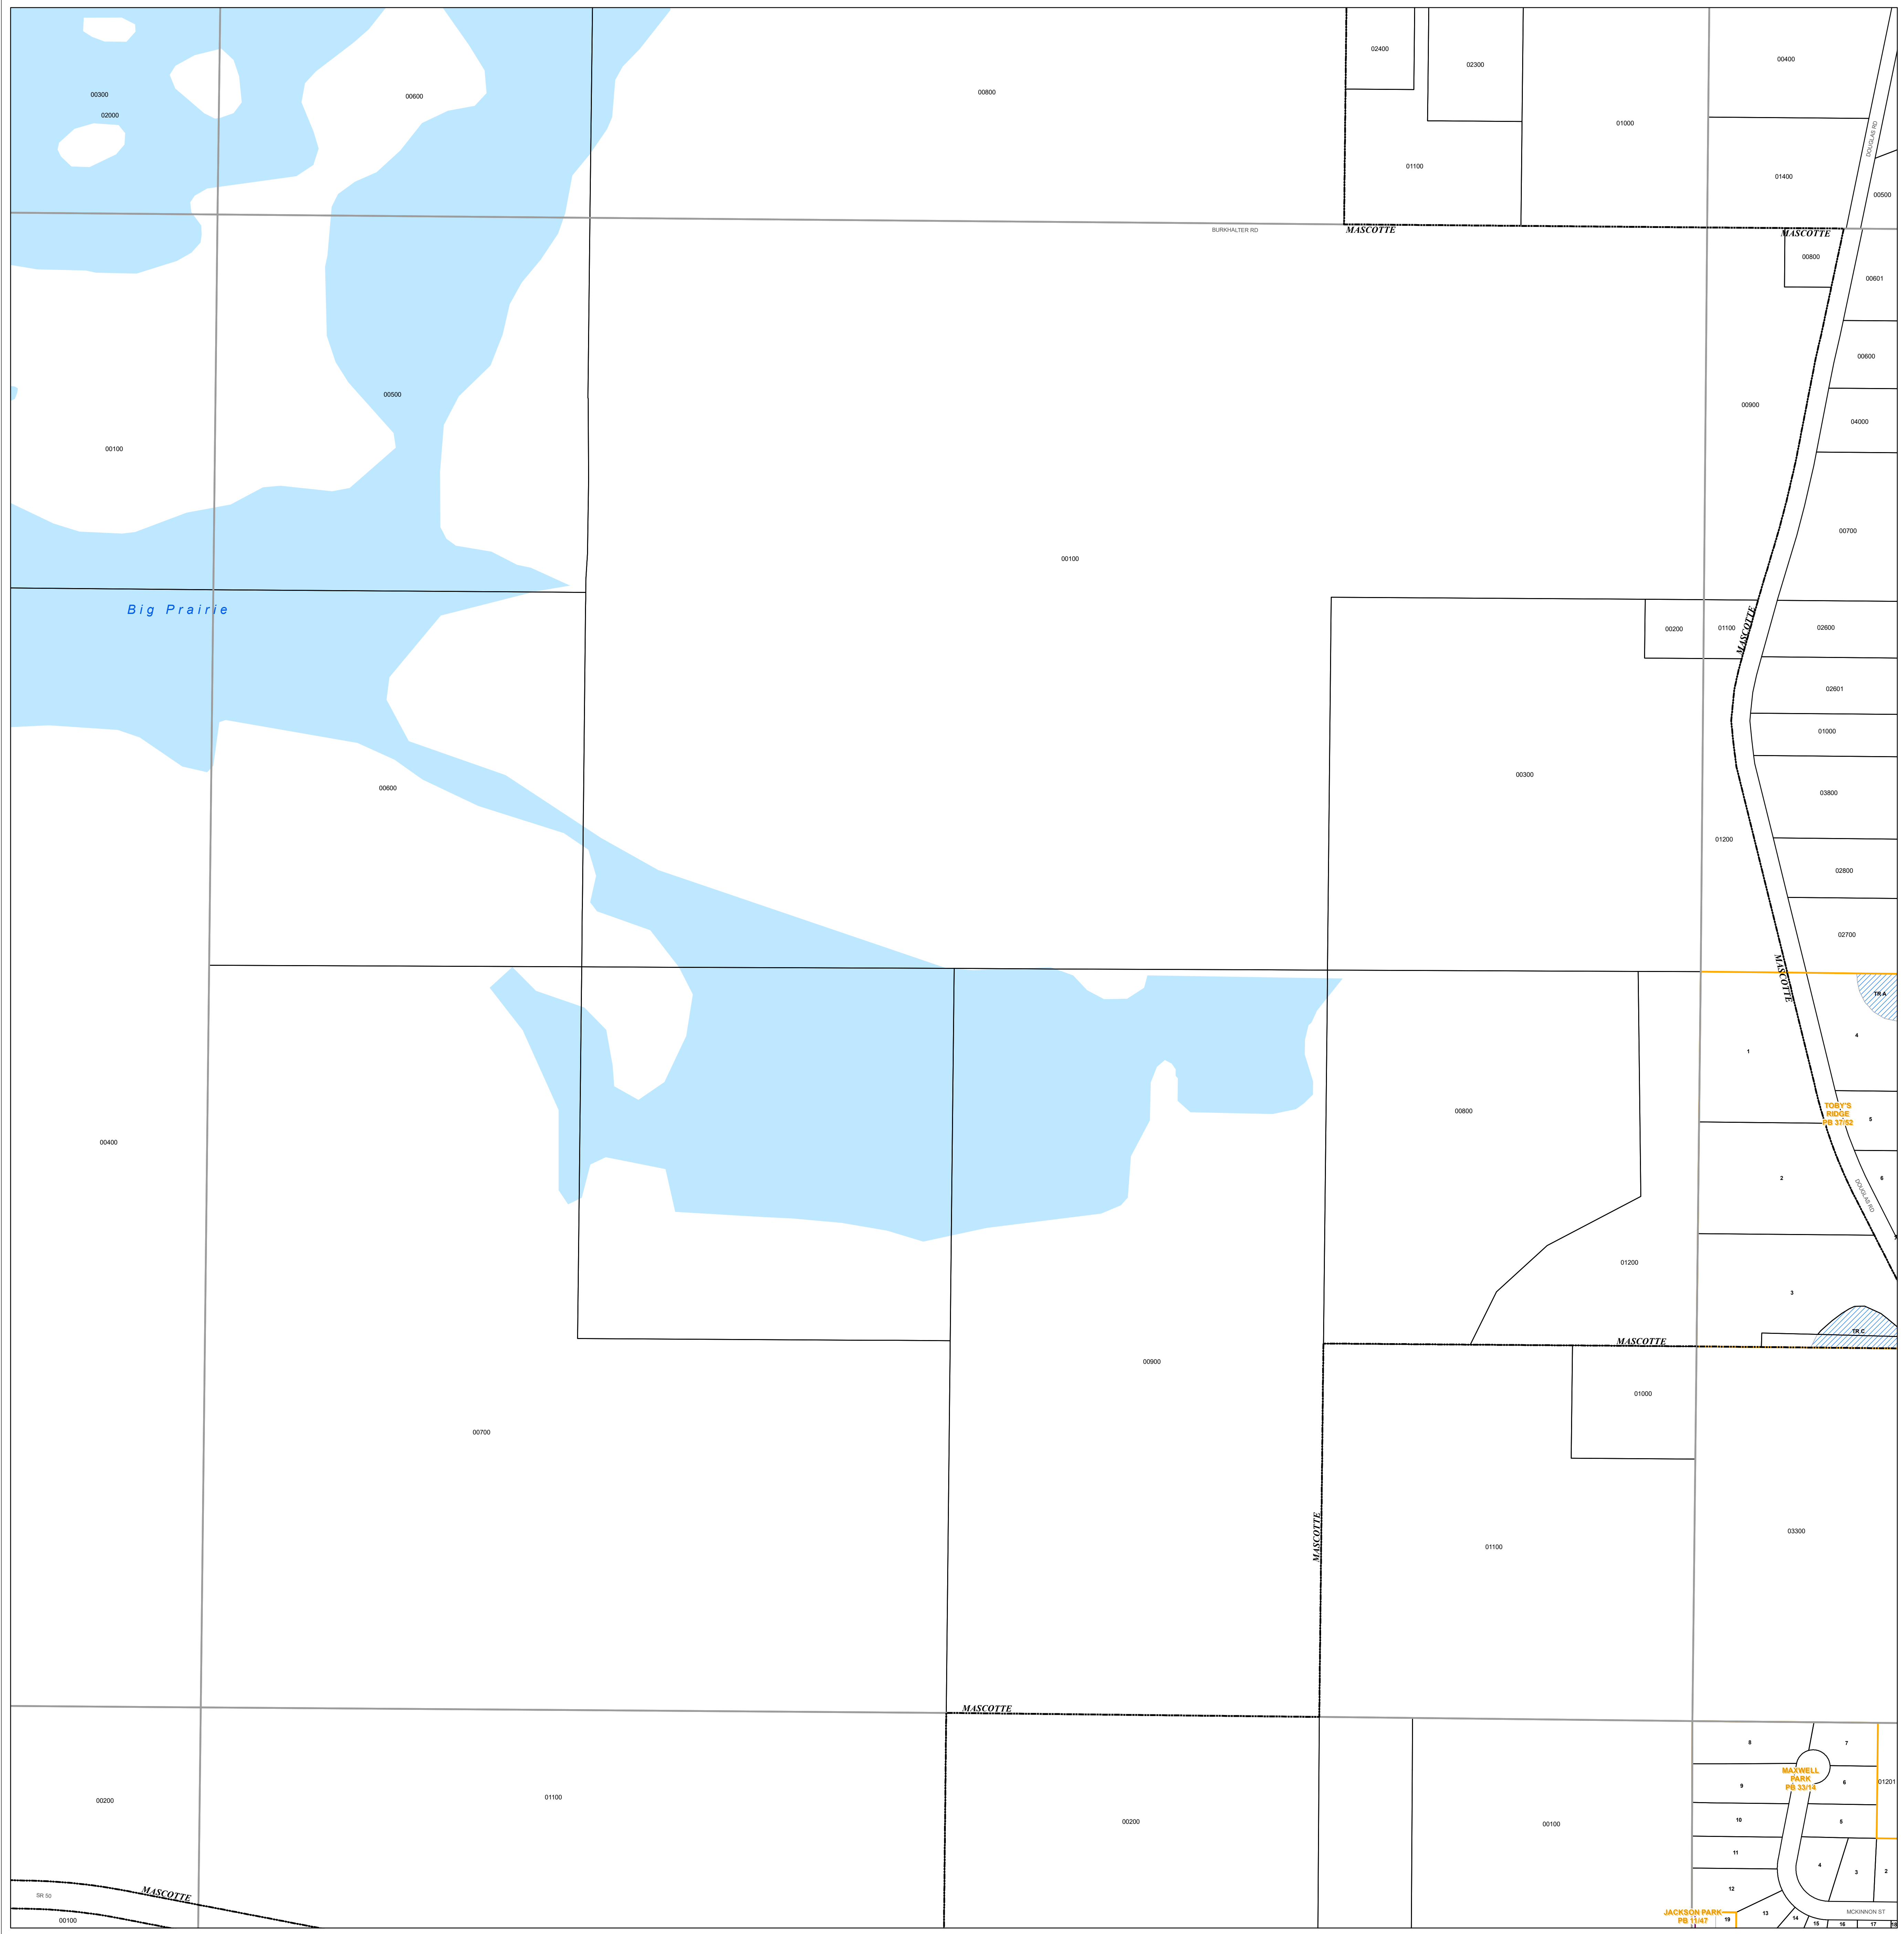 02400
02300
00400
00300
00600
00800
02000
01000
DOUGLAS RD
01100
01400
00500
BURKHALTER RD
MASCOTTE
MASCOTTE
00800
00601
00600
00500
00900
04000
00100
00700
00100
Big Prairie
MASCOTTE
00200
01100
02600
02601
01000
00300
00600
03800
01200
02800
02700
MASCOTTE
TR A
4
1
TOBY'S
RIDGE
PB 37/52
00800
5
00400
2
6
DOUGLAS RD
7
01200
3
TR C
MASCOTTE
00900
01000
00700
MASCOTTE
01100
03300
MASCOTTE
8
7
MAXWELL
PARK
PB 33/14
9
6
01201
00200
01100
10
5
00200
00100
11
4
3
2
12
MASCOTTE
SR 50
00100
JACKSON PARK
PB 11/47
19
13
14
15
16
17
18
MCKINNON ST